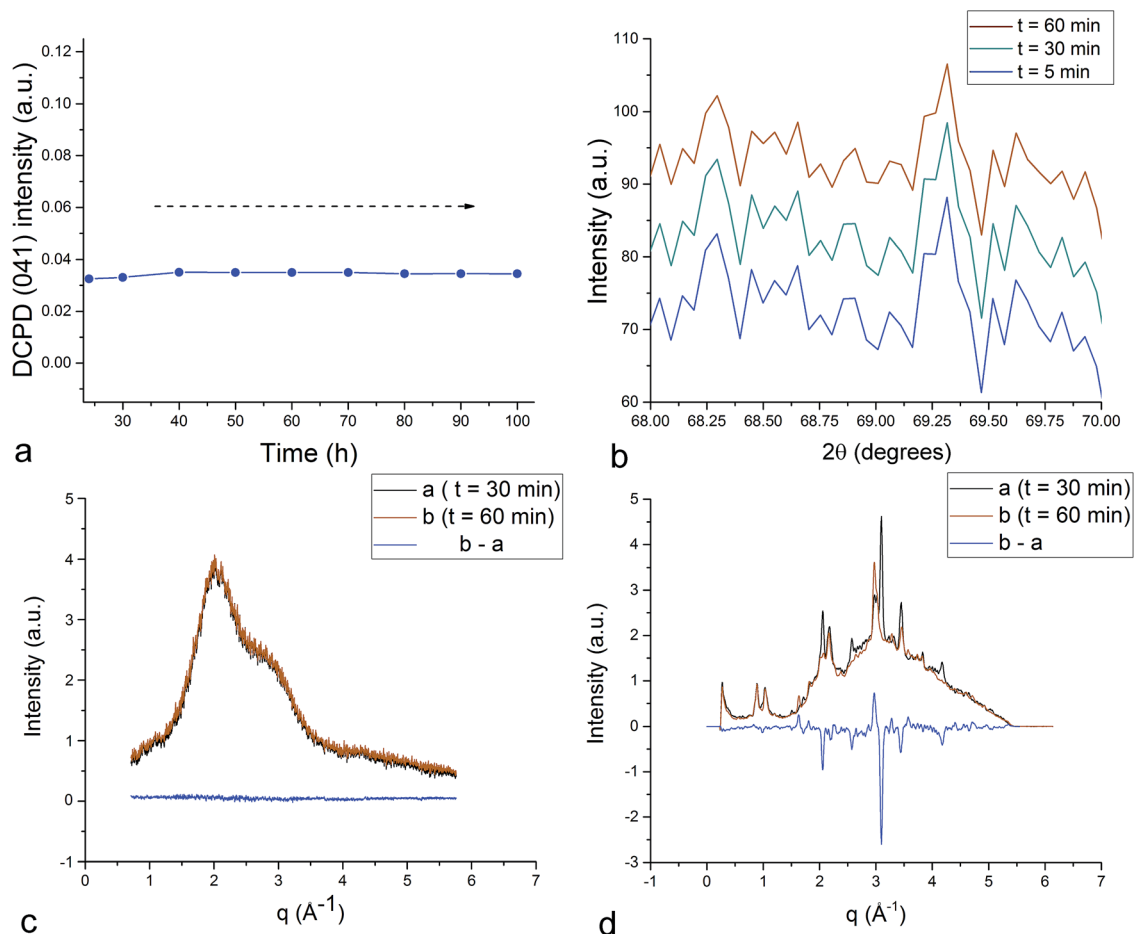 DCPD (041) intensity (a.u.)
0.12
0.10
0.08
0.06
0.04
0.02
0.00
30 40 50 60 70 80 90 100
Time (h)
a
t = 60 min
t = 30 min
t = 5 min
Intensity (a.u.)
110
100
90
80
70
60
68.00 68.25 68.50 68.75 69.00 69.25 69.50 69.75 70.00
2θ (degrees)
b
a ( t = 30 min)
b (t = 60 min)
b - a
Intensity (a.u.)
5
4
3
2
1
0
-1
0 1 2 3 4 5 6 7
q (Å-1)
c
a (t = 30 min)
b (t = 60 min)
b - a
Intensity (a.u.)
5
4
3
2
1
0
-1
-2
-3
-1 0 1 2 3 4 5 6 7
q (Å-1)
d